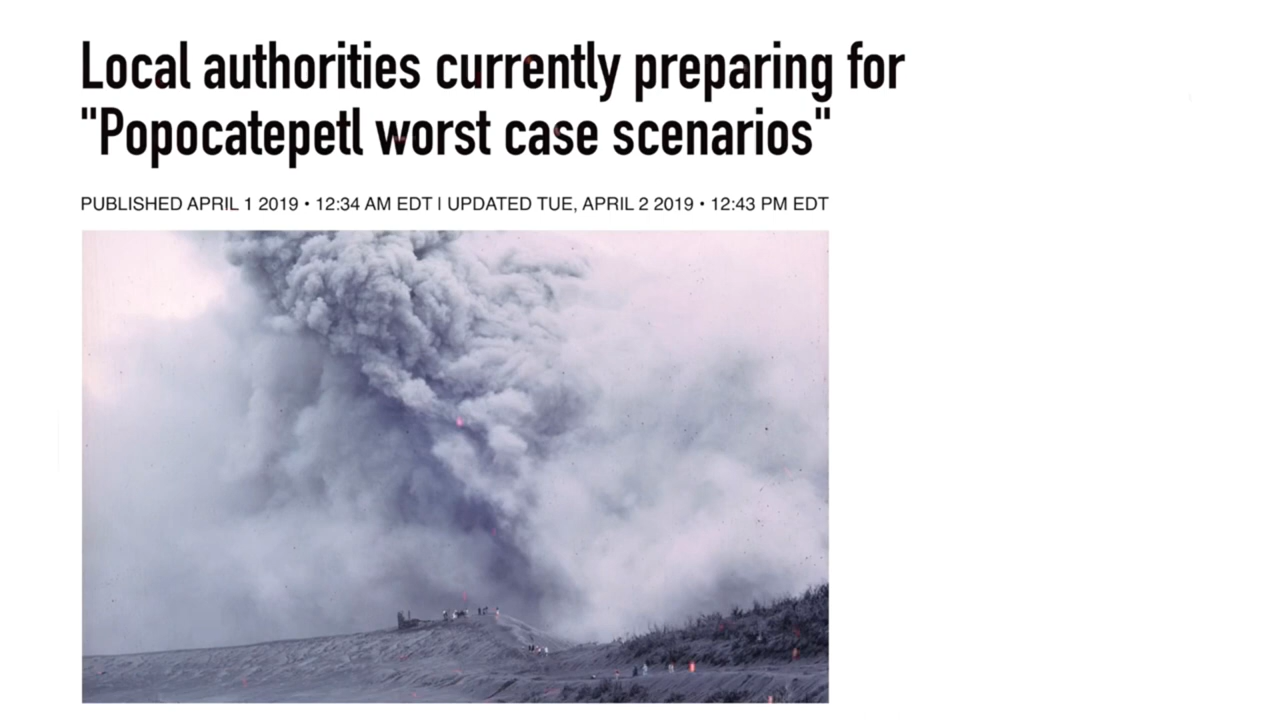 Local authorities currently preparing for
"Popocatepetl worst case scenarios"
PUBLISHED APRIL 1 2019 • 12:34 AM EDT | UPDATED TUE, APRIL 2 2019 • 12:43 PM EDT